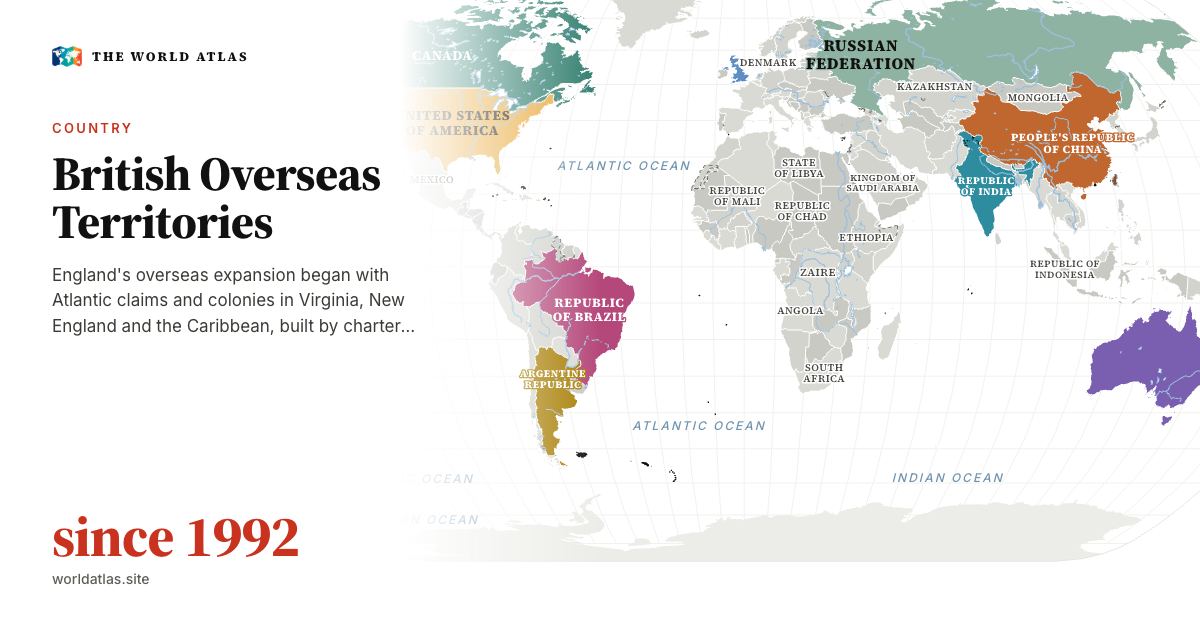 THE WORLD ATLAS
COUNTRY
British Overseas
Territories
England's overseas expansion began with
Atlantic claims and colonies in Virginia, New
England and the Caribbean, built by charter...
since 1992
worldatlas.site
CANADA
NITED STATES
OF AMERICA
MEXICO
ATLANTIC OCEAN
DENMARK
RUSSIAN
FEDERATION
KAZAKHSTAN
MONGOLIA
PEOPLE'S REPUBLIC
OF CHINA
REPUBLIC
OF INDIA
STATE
OF LIBYA
KINGDOM OF
SAUDI ARABIA
REPUBLIC
OF MALI
REPUBLIC
OF CHAD
ETHIOPIA
ZAIRE
ANGOLA
SOUTH
AFRICA
REPUBLIC OF
INDONESIA
REPUBLIC
OF BRAZIL
ARGENTINE
REPUBLIC
ATLANTIC OCEAN
INDIAN OCEAN
OCEAN
OCEAN